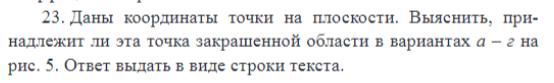 23. Даны координаты точки на плоскости. Выяснить, при-
надлежит ли эта точка закрашенной области в вариантах а – г на
рис. 5. Ответ выдать в виде строки текста.